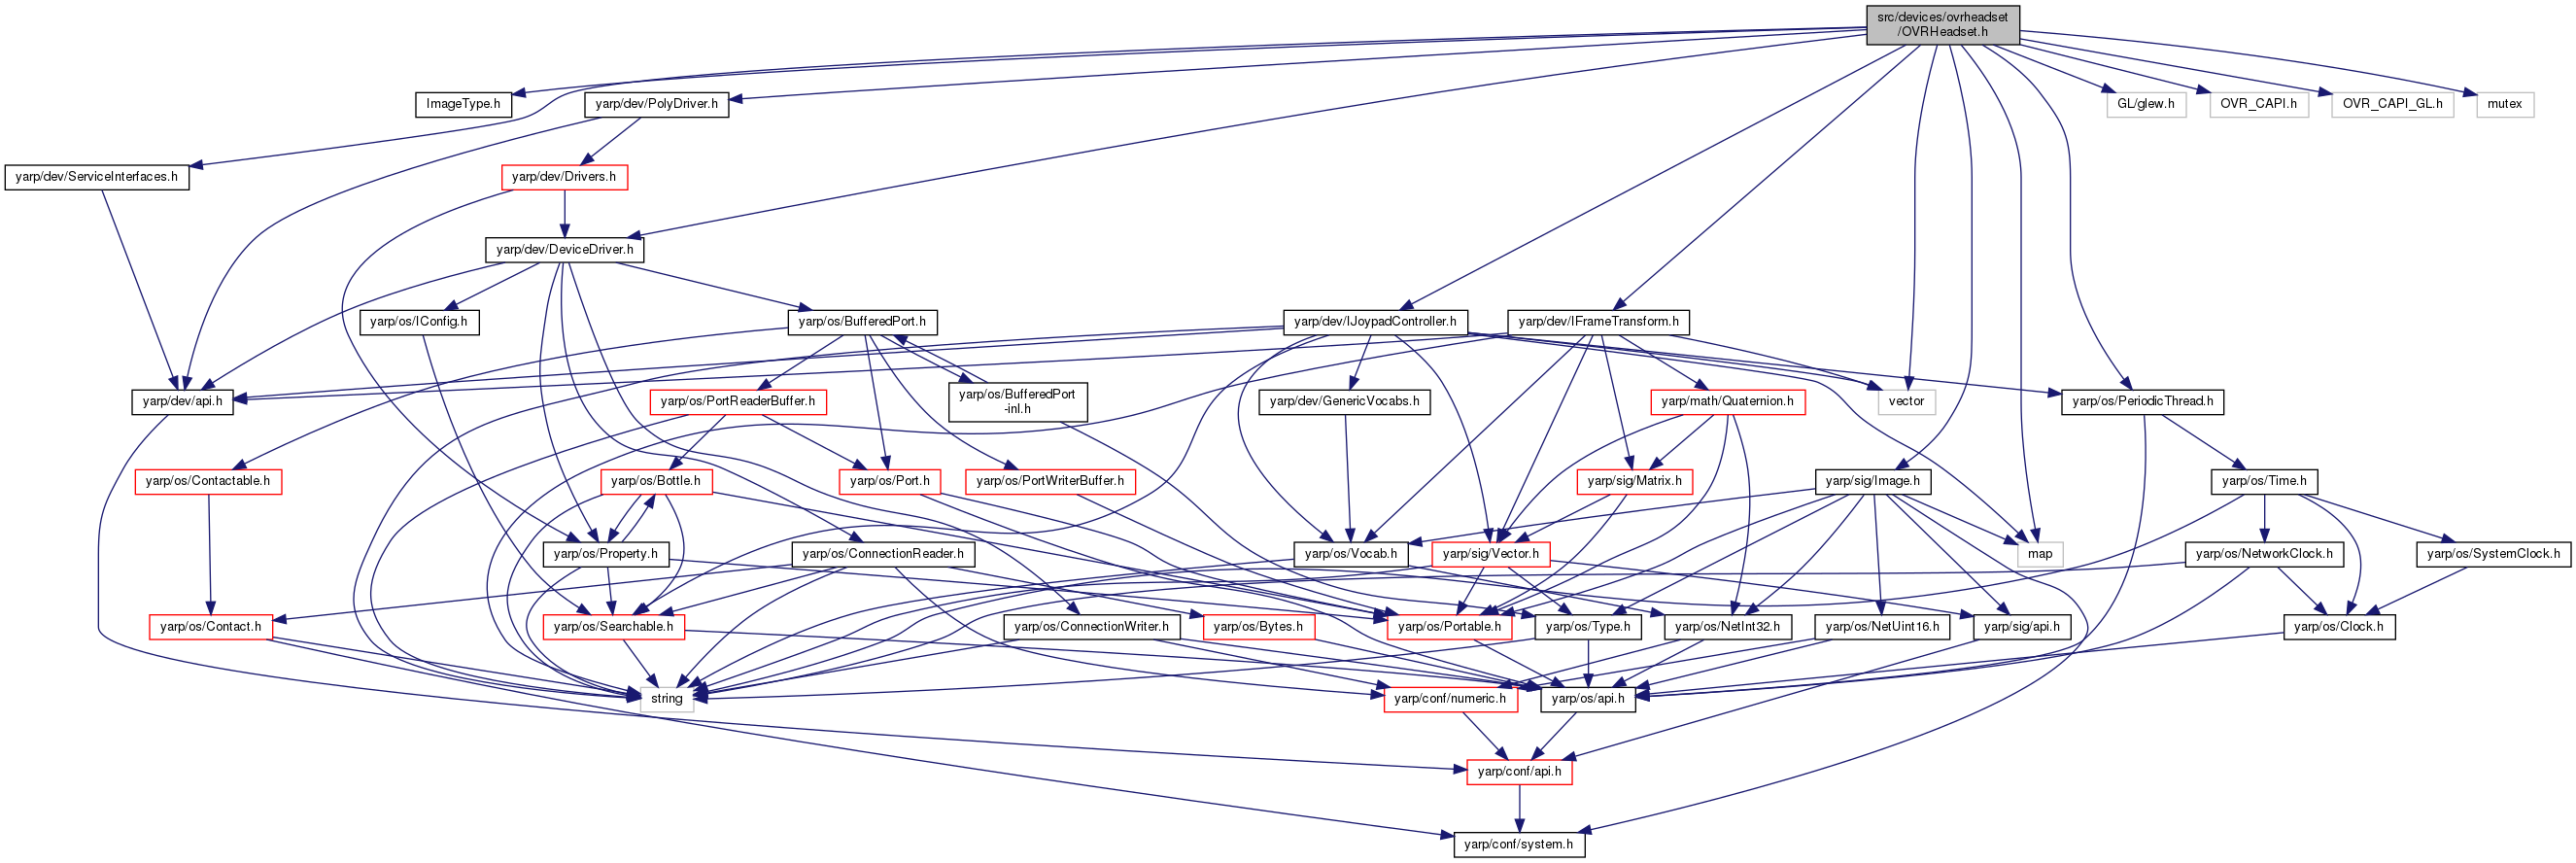 src/devices/ovrheadset
/OVRHeadset.h
ImageType.h
yarp/dev/PolyDriver.h
GL/glew.h
OVR_CAPI.h
OVR_CAPI_GL.h
mutex
yarp/dev/ServiceInterfaces.h
yarp/dev/Drivers.h
yarp/dev/DeviceDriver.h
yarp/os/IConfig.h
yarp/os/BufferedPort.h
yarp/dev/IJoypadController.h
yarp/dev/IFrameTransform.h
yarp/dev/api.h
yarp/os/PortReaderBuffer.h
yarp/os/BufferedPort
-inl.h
yarp/dev/GenericVocabs.h
yarp/math/Quaternion.h
vector
yarp/os/PeriodicThread.h
yarp/os/Contactable.h
yarp/os/Bottle.h
yarp/os/Port.h
yarp/os/PortWriterBuffer.h
yarp/sig/Matrix.h
yarp/sig/Image.h
yarp/os/Time.h
yarp/os/Property.h
yarp/os/ConnectionReader.h
yarp/os/Vocab.h
yarp/sig/Vector.h
map
yarp/os/NetworkClock.h
yarp/os/SystemClock.h
yarp/os/Contact.h
yarp/os/Searchable.h
yarp/os/ConnectionWriter.h
yarp/os/Bytes.h
yarp/os/Portable.h
yarp/os/Type.h
yarp/os/NetInt32.h
yarp/os/NetUint16.h
yarp/sig/api.h
yarp/os/Clock.h
string
yarp/conf/numeric.h
yarp/os/api.h
yarp/conf/api.h
yarp/conf/system.h